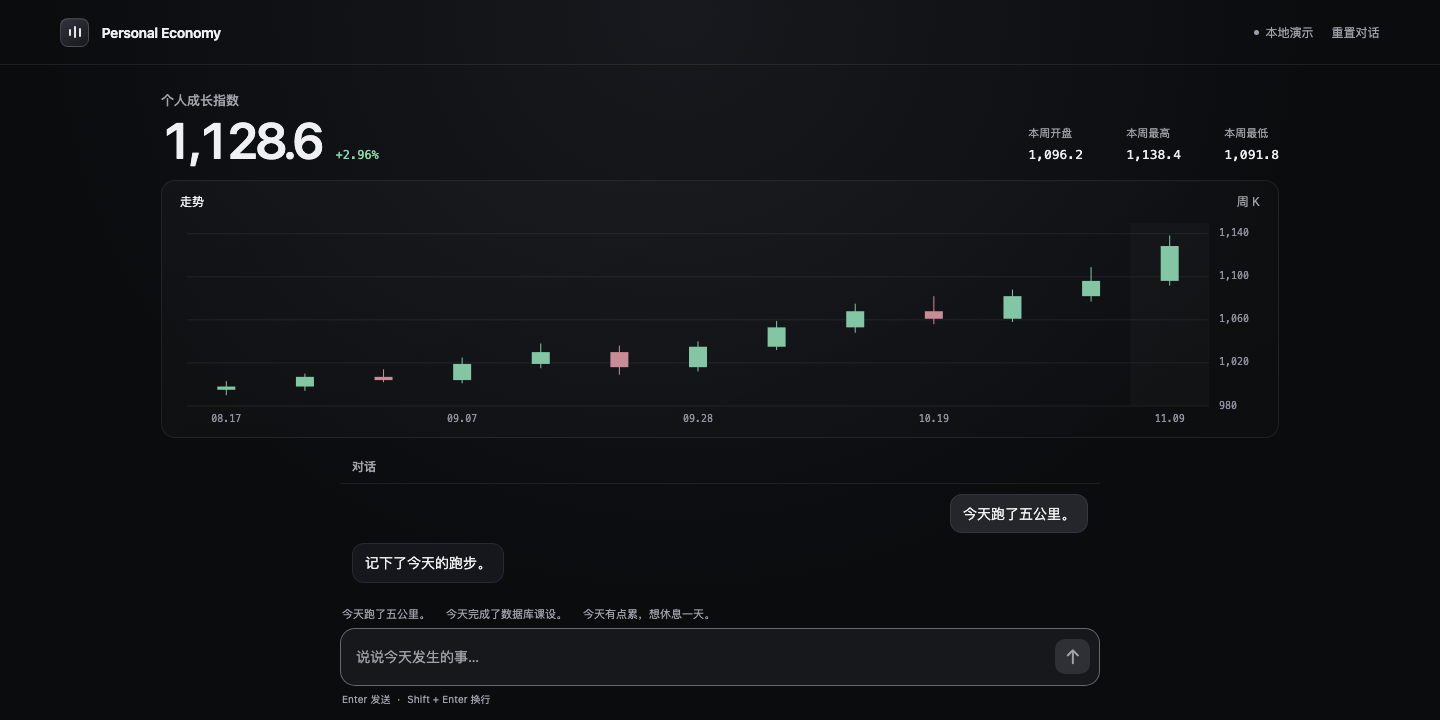 Personal Economy
本地演示 重置对话
个人成长指数
1,128.6 +2.96%
本周开盘 本周最高 本周最低
1,096.2 1,138.4 1,091.8
走势 周 K
1,140
1,100
1,060
1,020
980
08.17 09.07 09.28 10.19 11.09
对话
今天跑了五公里。
记下了今天的跑步。
今天跑了五公里。 今天完成了数据库课设。 今天有点累，想休息一天。
说说今天发生的事…
Enter 发送 · Shift + Enter 换行